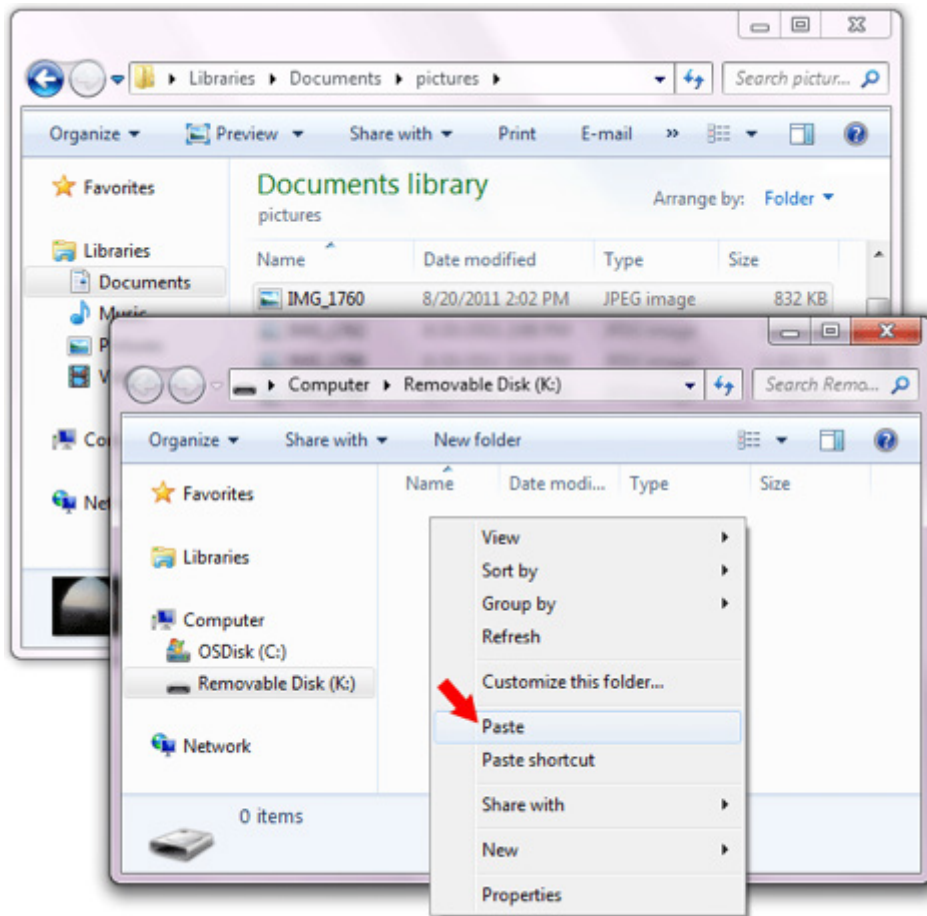 Libraries Documents pictures
Search pictur...
Organize Preview Share with Print E-mail »
Favorites
Libraries
Documents
Music
Documents library
pictures
Arrange by: Folder
Name Date modified Type Size
IMG_1760 8/20/2011 2:02 PM JPEG image 832 KB
Computer Removable Disk (K:)
Search Remo...
Organize Share with New folder
Name Date modi... Type Size
Favorites
Libraries
Computer
OSDisk (C:)
Removable Disk (K:)
Network
View
Sort by
Group by
Refresh
Customize this folder...
Paste
Paste shortcut
Share with
New
Properties
0 items